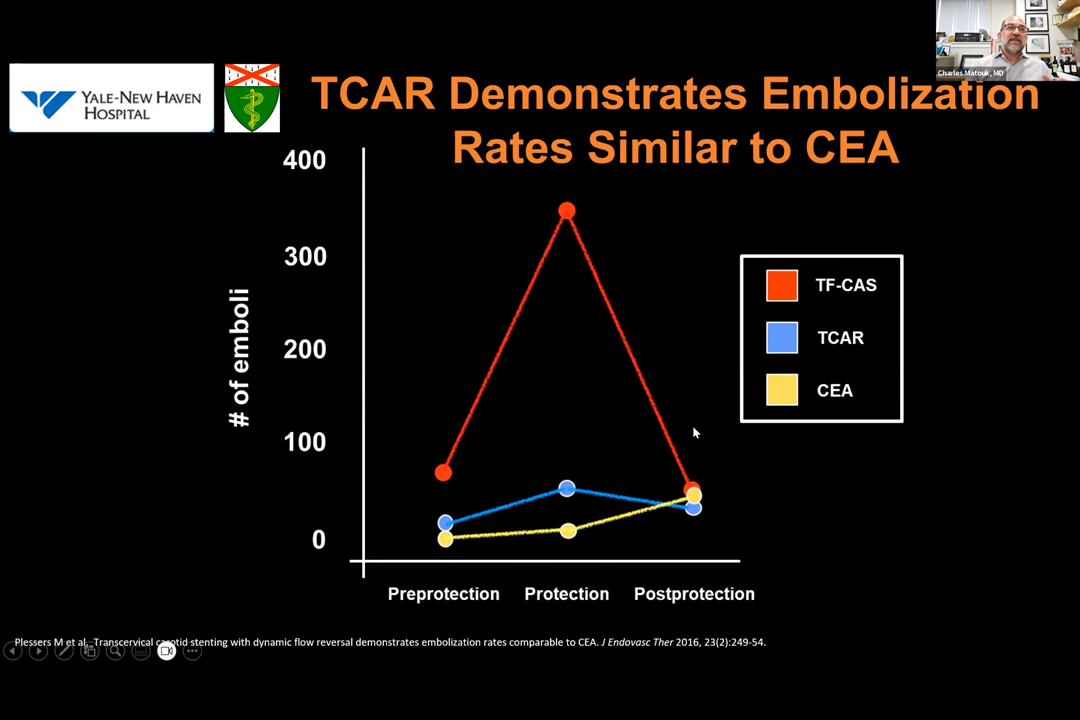 Charles Matouk, MD
YALE-NEW HAVEN
HOSPITAL
TCAR Demonstrates Embolization
Rates Similar to CEA
400
300
200
100
0
# of emboli
TF-CAS
TCAR
CEA
Preprotection Protection Postprotection
Plessers M et al. Transcervical carotid stenting with dynamic flow reversal demonstrates embolization rates comparable to CEA. J Endovasc Ther 2016, 23(2):249-54.